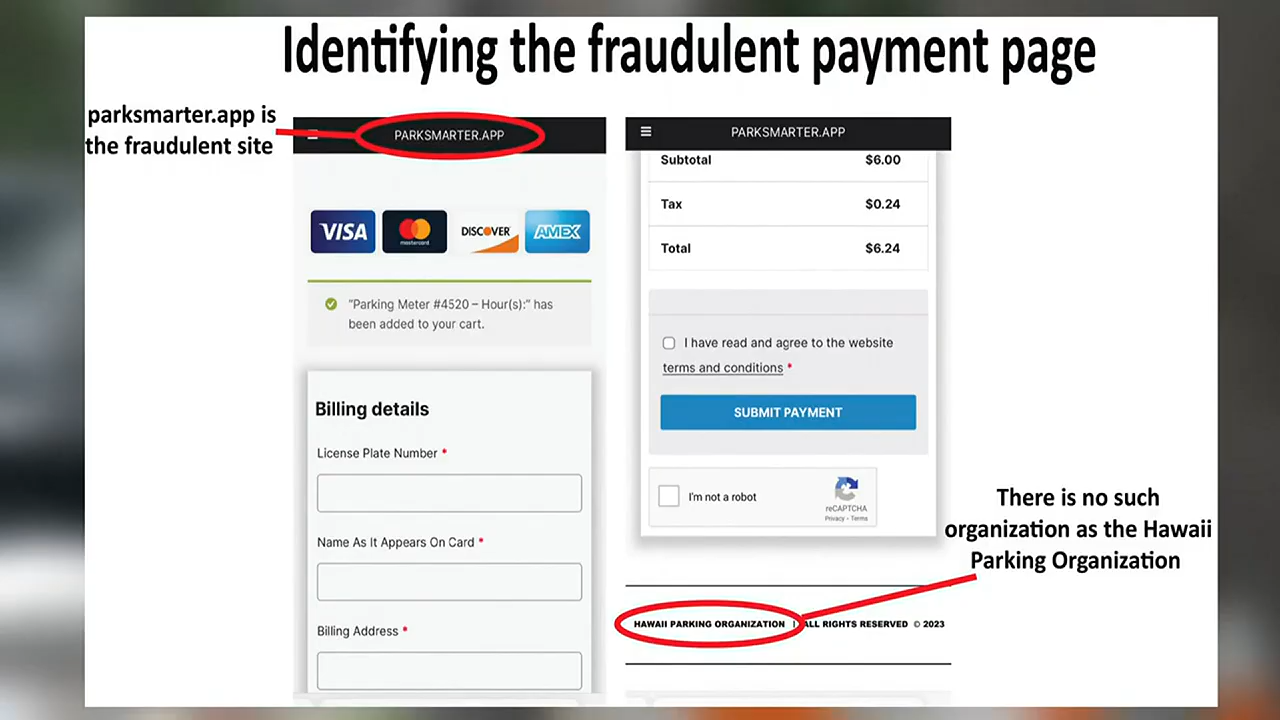 Identifying the fraudulent payment page
parksmarter.app is
the fraudulent site
PARKSMARTER.APP
VISA
mastercard
DISCOVER
AMEX
"Parking Meter #4520 – Hour(s):" has
been added to your cart.
Billing details
License Plate Number *
Name As It Appears On Card *
Billing Address *
PARKSMARTER.APP
Subtotal $6.00
Tax $0.24
Total $6.24
I have read and agree to the website
terms and conditions *
SUBMIT PAYMENT
I'm not a robot
reCAPTCHA
Privacy - Terms
There is no such
organization as the Hawaii
Parking Organization
HAWAII PARKING ORGANIZATION | ALL RIGHTS RESERVED © 2023